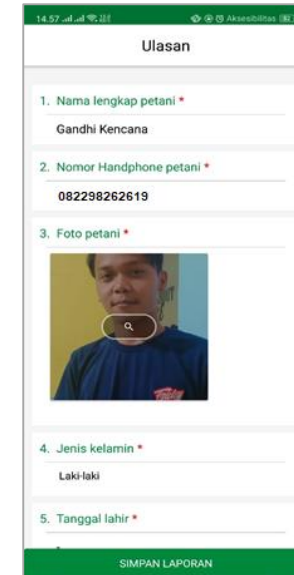 14.57
Aksesibilitas
Ulasan
1. Nama lengkap petani *
Gandhi Kencana
2. Nomor Handphone petani *
082298262619
3. Foto petani *
4. Jenis kelamin *
Laki-laki
5. Tanggal lahir *
SIMPAN LAPORAN